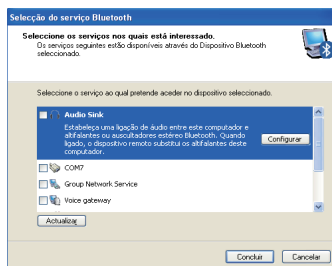 Selecção do serviço Bluetooth
Seleccione os serviços nos quais está interessado.
Os serviços seguintes estão disponíveis através do Dispositivo Bluetooth
seleccionado.
Seleccione o serviço ao qual pretende aceder no dispositivo seleccionado.
Audio Sink
Estabeleça uma ligação de áudio entre este computador e
altifalantes ou auscultadores estéreo Bluetooth. Quando
ligado, o dispositivo remoto substitui os altifalantes deste
computador.
Configurar
COM7
Group Network Service
Voice gateway
Actualizar
Concluir
Cancelar